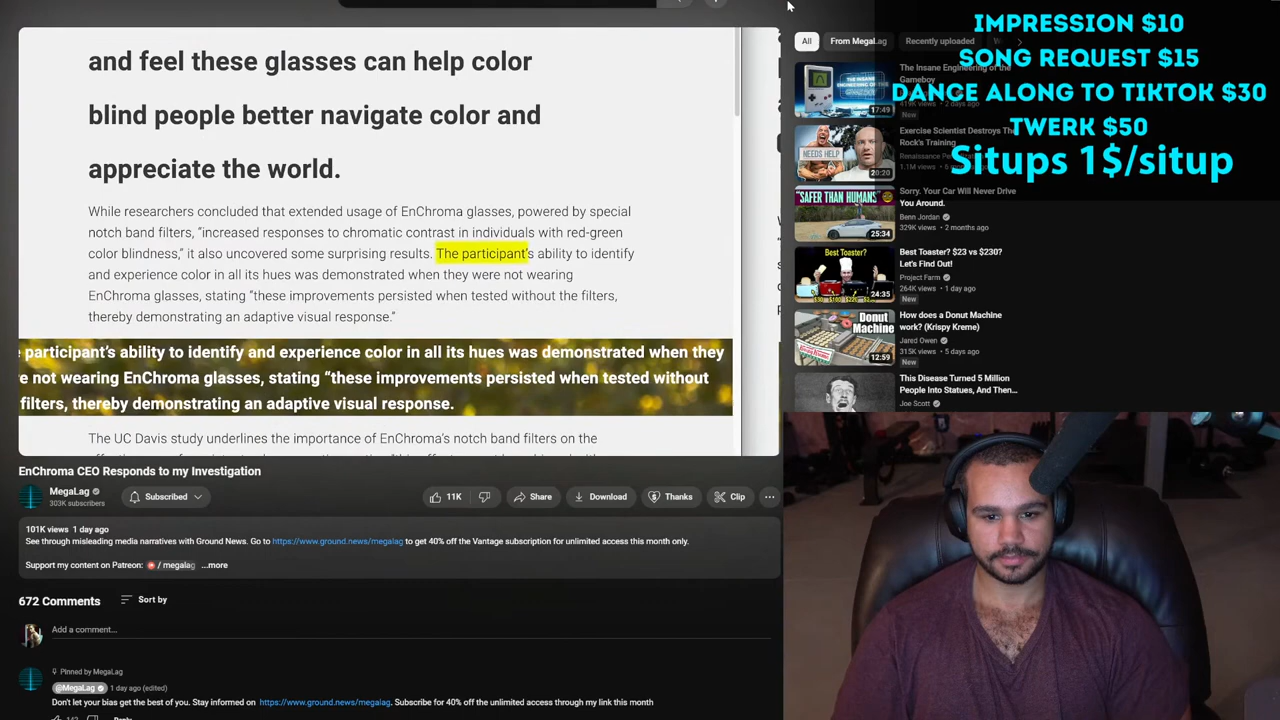 and feel these glasses can help color
blind people better navigate color and
appreciate the world.
While researchers concluded that extended usage of EnChroma glasses, powered by special
notch band filters, “increased responses to chromatic contrast in individuals with red-green
color blindness,” it also uncovered some surprising results. The participant's ability to identify
and experience color in all its hues was demonstrated when they were not wearing
EnChroma glasses, stating “these improvements persisted when tested without the filters,
thereby demonstrating an adaptive visual response.”
participant's ability to identify and experience color in all its hues was demonstrated when they
not wearing EnChroma glasses, stating “these improvements persisted when tested without
filters, thereby demonstrating an adaptive visual response.
The UC Davis study underlines the importance of EnChroma's notch band filters on the
EnChroma CEO Responds to my Investigation
MegaLag
303K subscribers
Subscribed
11K
Share
Download
Thanks
Clip
101K views 1 day ago
See through misleading media narratives with Ground News. Go to https://www.ground.news/megalag to get 40% off the Vantage subscription for unlimited access this month only.
Support my content on Patreon: / megalag ...more
672 Comments
Sort by
Add a comment...
Pinned by MegaLag
@MegaLag
1 day ago (edited)
Don't let your bias get the best of you. Stay informed on https://www.ground.news/megalag. Subscribe for 40% off the unlimited access through my link this month
All
From MegaLag
Recently uploaded
The Insane Engineering of the
Gameboy
2 days ago
New
17:49
Exercise Scientist Destroys The
Rock's Training
NEEDS HELP
20:20
"SAFER THAN HUMANS"
Sorry. Your Car Will Never Drive
You Around.
Benn Jordan
329K views • 2 months ago
25:34
Best Toaster?
Best Toaster? $23 vs $230?
Let's Find Out!
Project Farm
264K views • 1 day ago
New
24:35
Donut
Machine
How does a Donut Machine
work? (Krispy Kreme)
Jared Owen
315K views • 5 days ago
New
12:59
This Disease Turned 5 Million
People Into Statues, And Then...
Joe Scott
IMPRESSION $10
SONG REQUEST $15
DANCE ALONG TO TIKTOK $30
TWERK $50
Situps 1$/situp